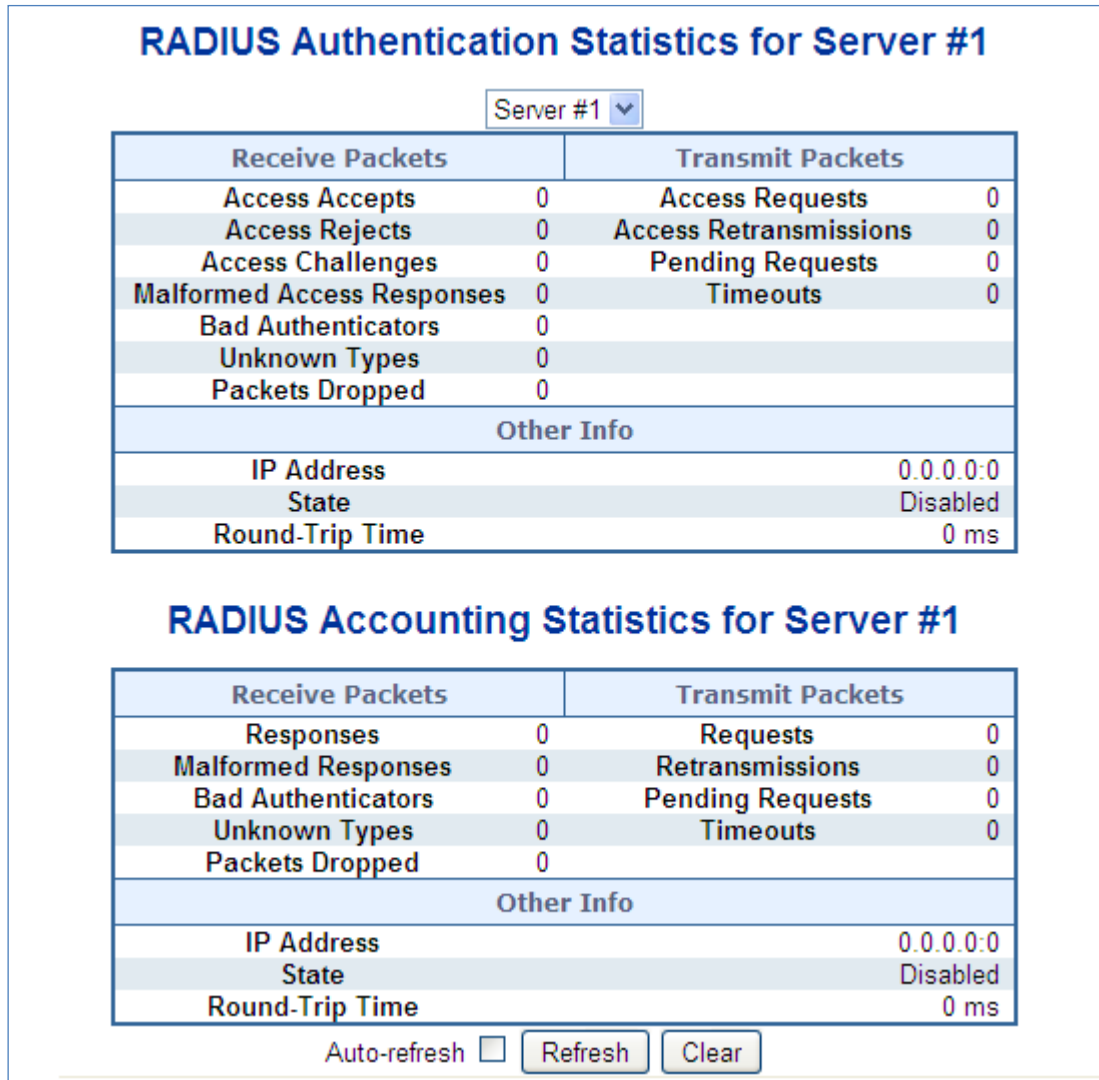 RADIUS Authentication Statistics for Server #1
Server #1
Receive Packets Transmit Packets
Access Accepts 0 Access Requests 0
Access Rejects 0 Access Retransmissions 0
Access Challenges 0 Pending Requests 0
Malformed Access Responses 0 Timeouts 0
Bad Authenticators 0
Unknown Types 0
Packets Dropped 0
Other Info
IP Address 0.0.0.0:0
State Disabled
Round-Trip Time 0 ms
RADIUS Accounting Statistics for Server #1
Receive Packets Transmit Packets
Responses 0 Requests 0
Malformed Responses 0 Retransmissions 0
Bad Authenticators 0 Pending Requests 0
Unknown Types 0 Timeouts 0
Packets Dropped 0
Other Info
IP Address 0.0.0.0:0
State Disabled
Round-Trip Time 0 ms
Auto-refresh Refresh Clear